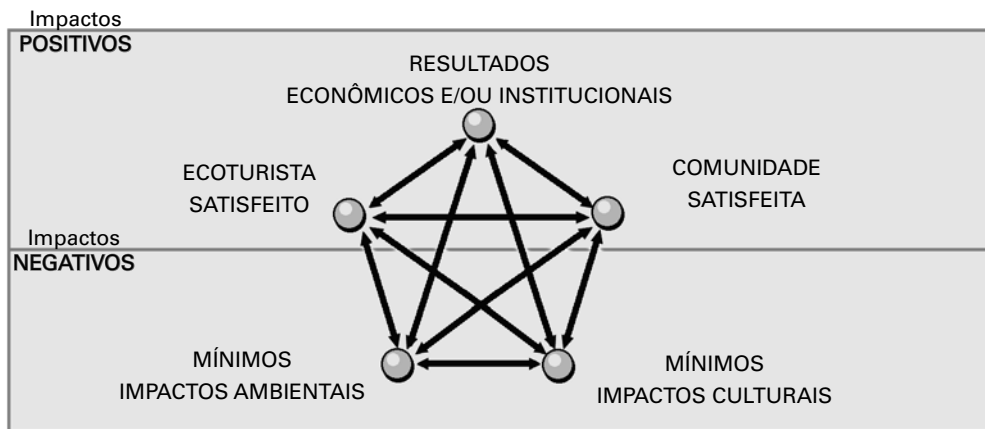 Impactos
POSITIVOS
RESULTADOS
ECONÔMICOS E/OU INSTITUCIONAIS
ECOTURISTA
SATISFEITO
COMUNIDADE
SATISFEITA
Impactos
NEGATIVOS
MÍNIMOS
IMPACTOS AMBIENTAIS
MÍNIMOS
IMPACTOS CULTURAIS